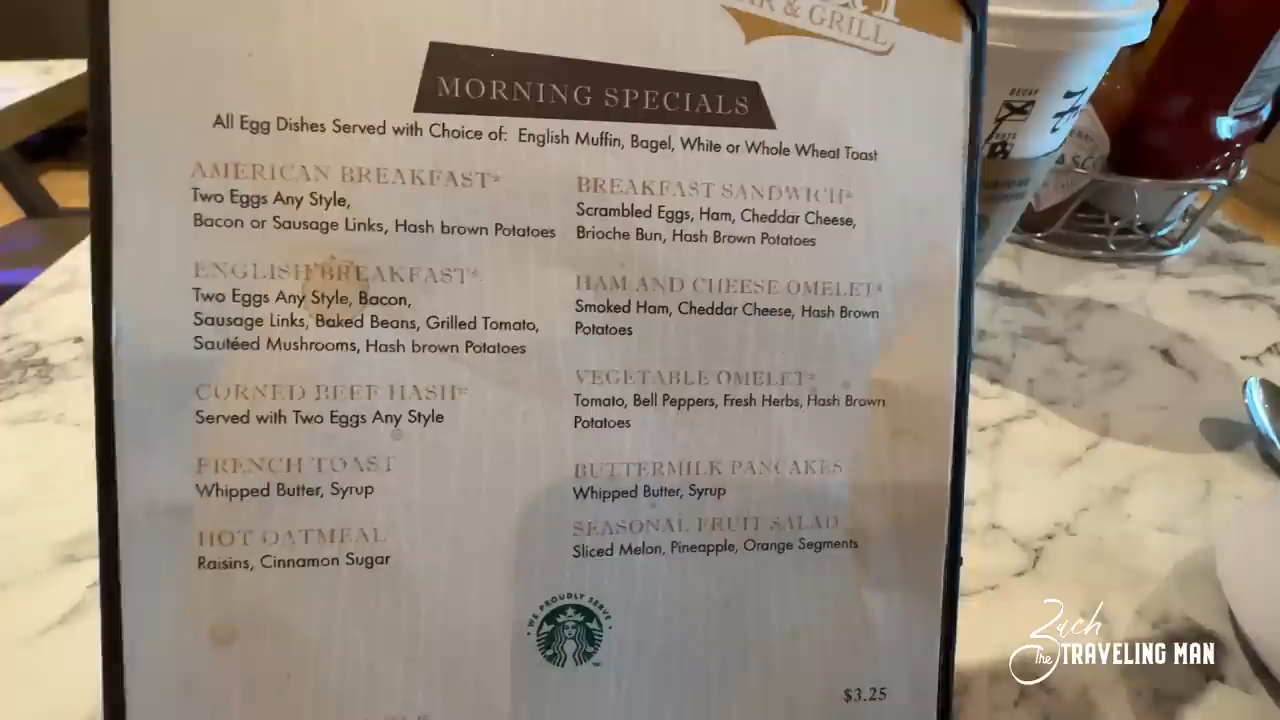 BAR & GRILL
MORNING SPECIALS
All Egg Dishes Served with Choice of: English Muffin, Bagel, White or Whole Wheat Toast
AMERICAN BREAKFAST*
Two Eggs Any Style,
Bacon or Sausage Links, Hash brown Potatoes
ENGLISH BREAKFAST*
Two Eggs Any Style, Bacon,
Sausage Links, Baked Beans, Grilled Tomato,
Sautéed Mushrooms, Hash brown Potatoes
CORNED BEEF HASH*
Served with Two Eggs Any Style
FRENCH TOAST
Whipped Butter, Syrup
HOT OATMEAL
Raisins, Cinnamon Sugar
BREAKFAST SANDWICH*
Scrambled Eggs, Ham, Cheddar Cheese,
Brioche Bun, Hash Brown Potatoes
HAM AND CHEESE OMELET*
Smoked Ham, Cheddar Cheese, Hash Brown
Potatoes
VEGETABLE OMELET*
Tomato, Bell Peppers, Fresh Herbs, Hash Brown
Potatoes
BUTTERMILK PANCAKES
Whipped Butter, Syrup
SEASONAL FRUIT SALAD
Sliced Melon, Pineapple, Orange Segments
WE PROUDLY SERVE
$3.25
DECAF
SHOTS
Zach
The TRAVELING MAN